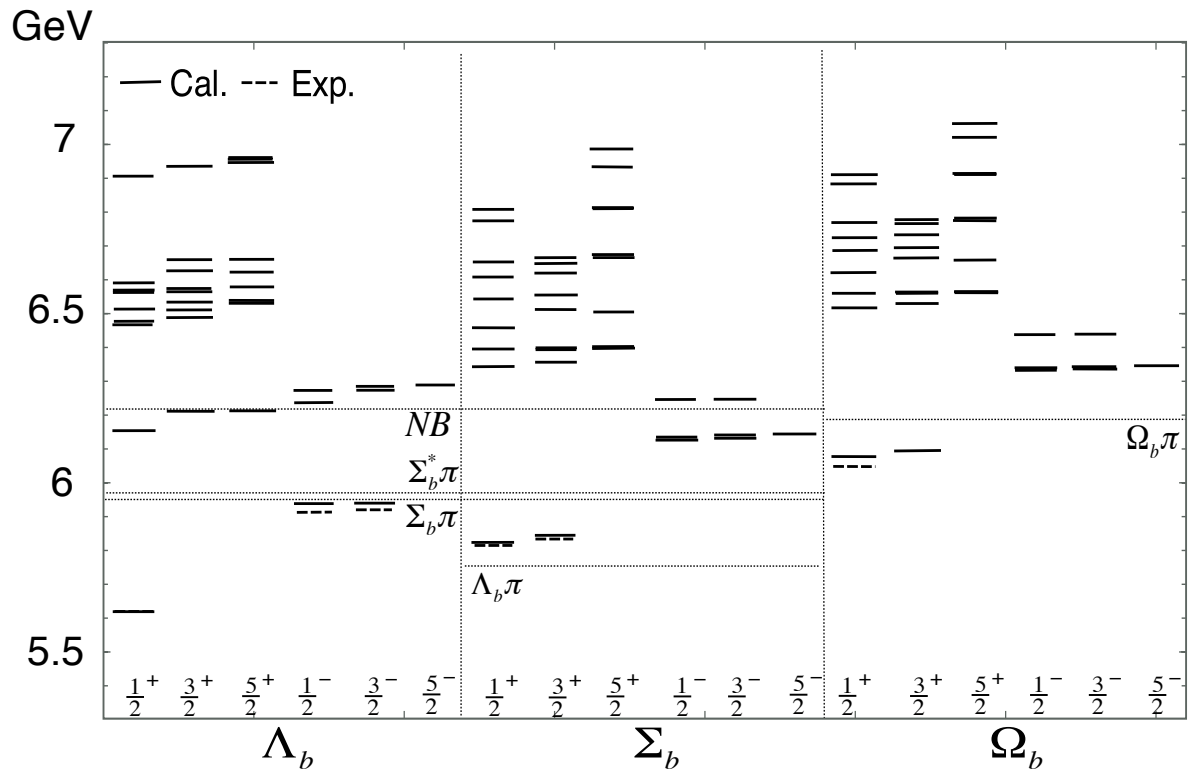 GeV
Cal. Exp.
7
6.5
NB
Ω_b π
Σ_b^* π
6
Σ_b π
Λ_b π
5.5
1/2⁺ 3/2⁺ 5/2⁺ 1/2⁻ 3/2⁻ 5/2⁻ 1/2⁺ 3/2⁺ 5/2⁺ 1/2⁻ 3/2⁻ 5/2⁻ 1/2⁺ 3/2⁺ 5/2⁺ 1/2⁻ 3/2⁻ 5/2⁻
Λ_b Σ_b Ω_b